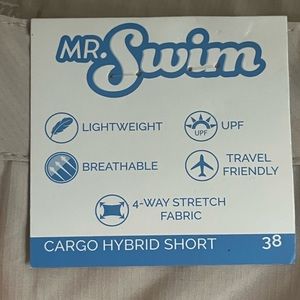 MR. Swim
LIGHTWEIGHT
UPF
UPF
BREATHABLE
TRAVEL
FRIENDLY
4-WAY STRETCH
FABRIC
CARGO HYBRID SHORT 38